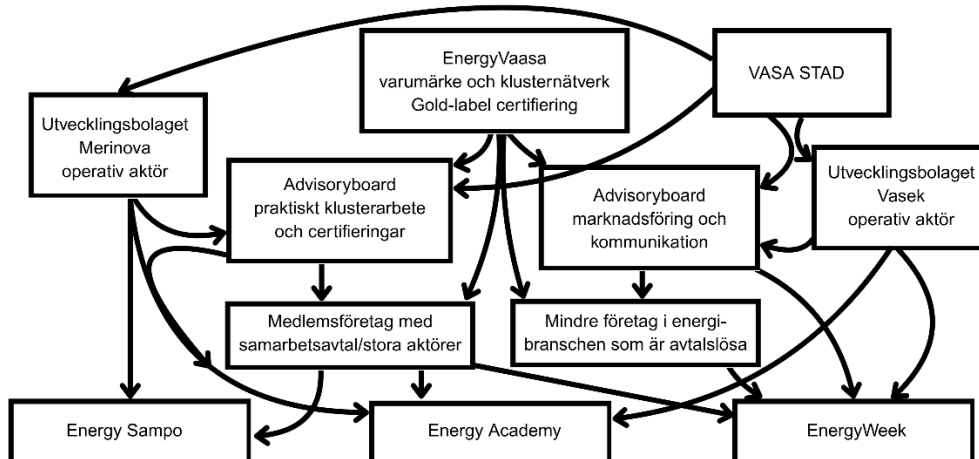 EnergyVaasa
varumärke och klusternätverk
Gold-label certifiering
VASA STAD
Utvecklingsbolaget
Merinova
operativ aktör
Advisoryboard
praktiskt klusterarbete
och certifieringar
Advisoryboard
marknadsföring och
kommunikation
Utvecklingsbolaget
Vasek
operativ aktör
Medlemsföretag med
samarbetsavtal/stora aktörer
Mindre företag i energi-
branschen som är avtalslösa
Energy Sampo
Energy Academy
EnergyWeek